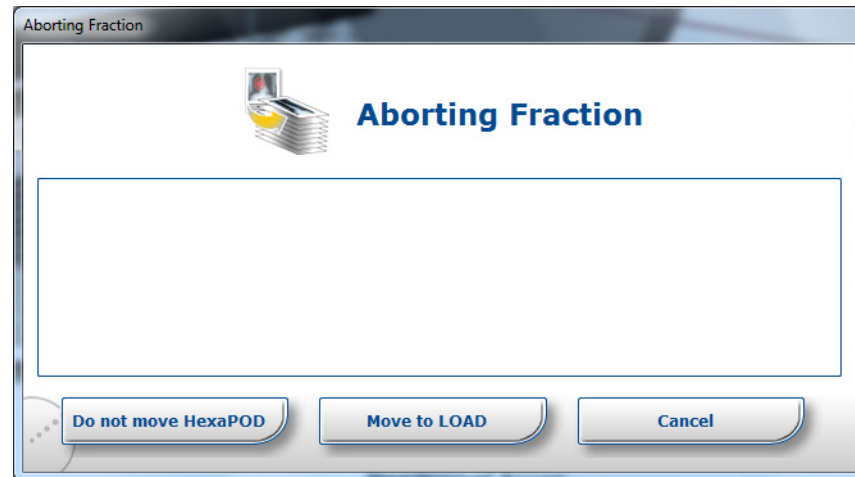 Aborting Fraction
Aborting Fraction
Do not move HexaPOD
Move to LOAD
Cancel